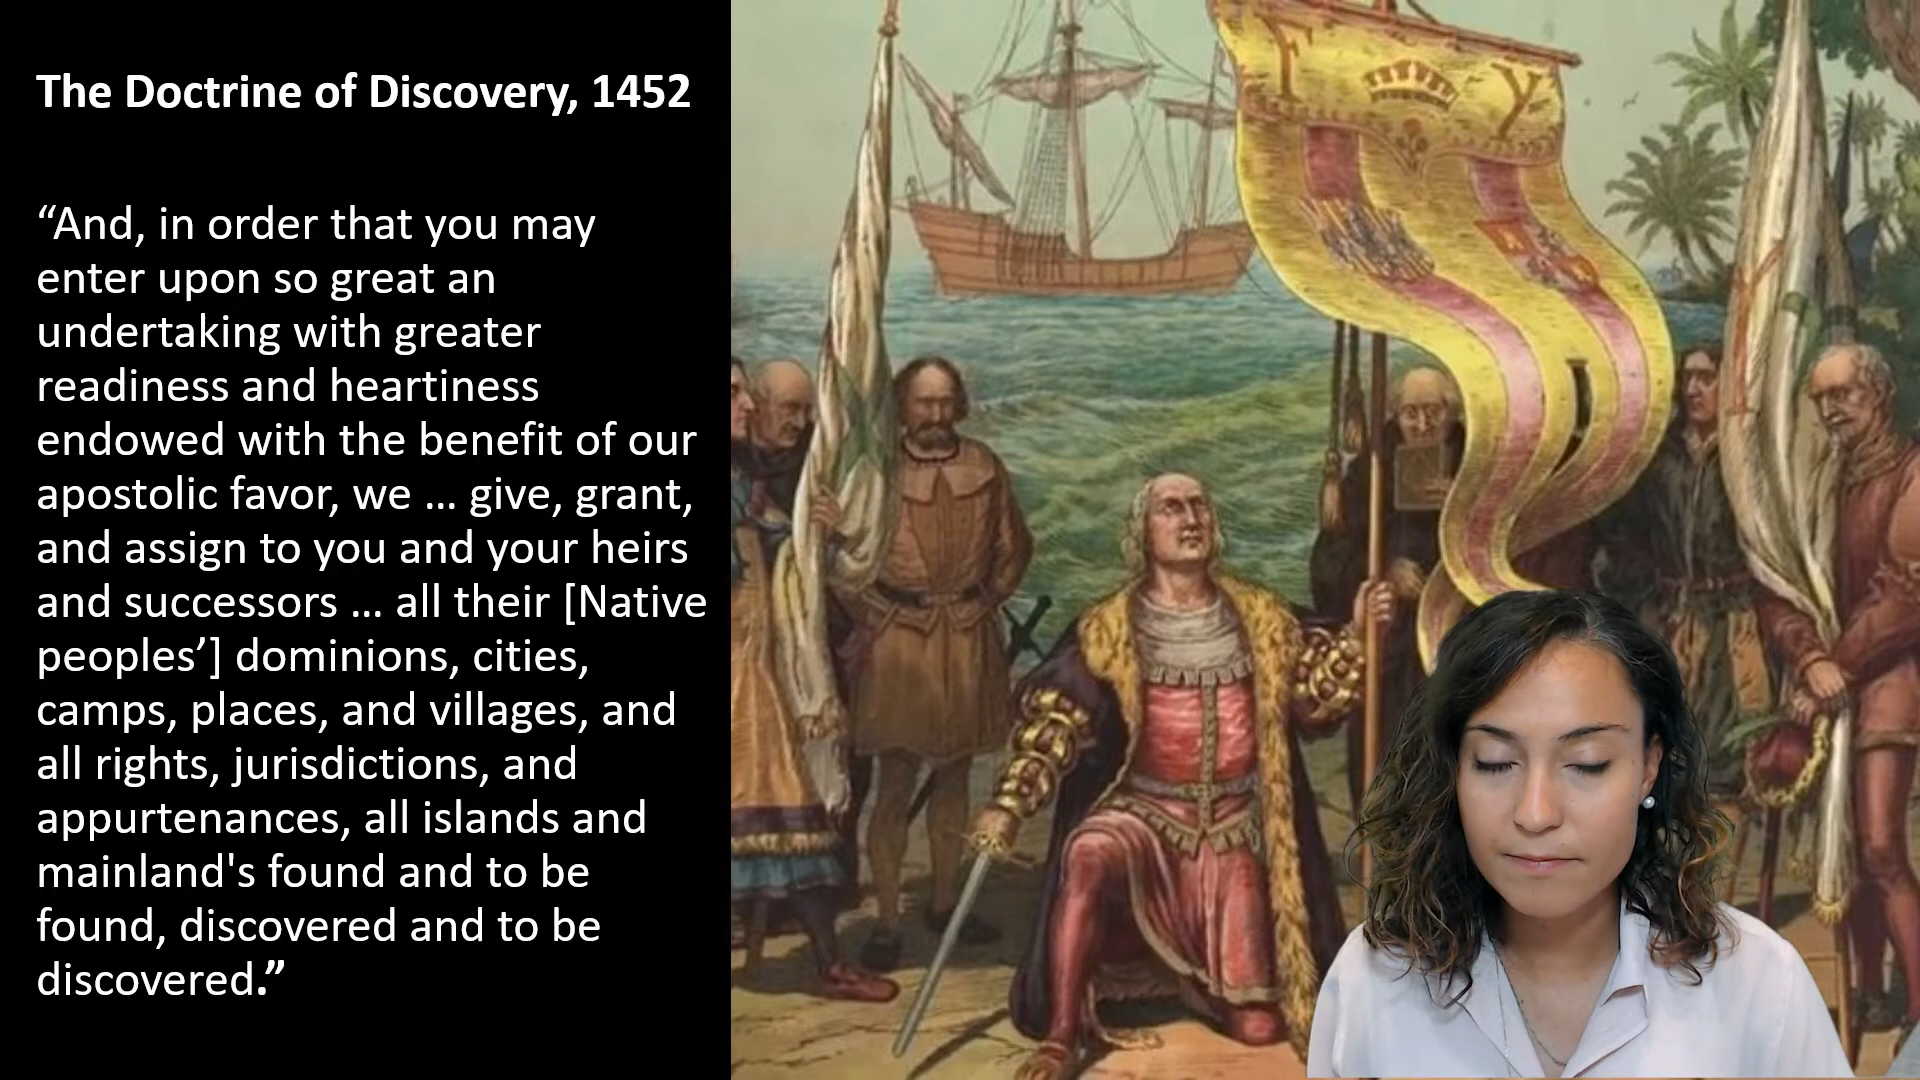 The Doctrine of Discovery, 1452
“And, in order that you may
enter upon so great an
undertaking with greater
readiness and heartiness
endowed with the benefit of our
apostolic favor, we … give, grant,
and assign to you and your heirs
and successors … all their [Native
peoples’] dominions, cities,
camps, places, and villages, and
all rights, jurisdictions, and
appurtenances, all islands and
mainland's found and to be
found, discovered and to be
discovered.”
F Y